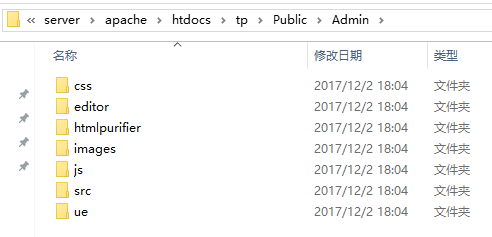 « server › apache › htdocs › tp › Public › Admin ›
名称 修改日期 类型
css 2017/12/2 18:04 文件夹
editor 2017/12/2 18:04 文件夹
htmlpurifier 2017/12/2 18:04 文件夹
images 2017/12/2 18:04 文件夹
js 2017/12/2 18:04 文件夹
src 2017/12/2 18:04 文件夹
ue 2017/12/2 18:04 文件夹